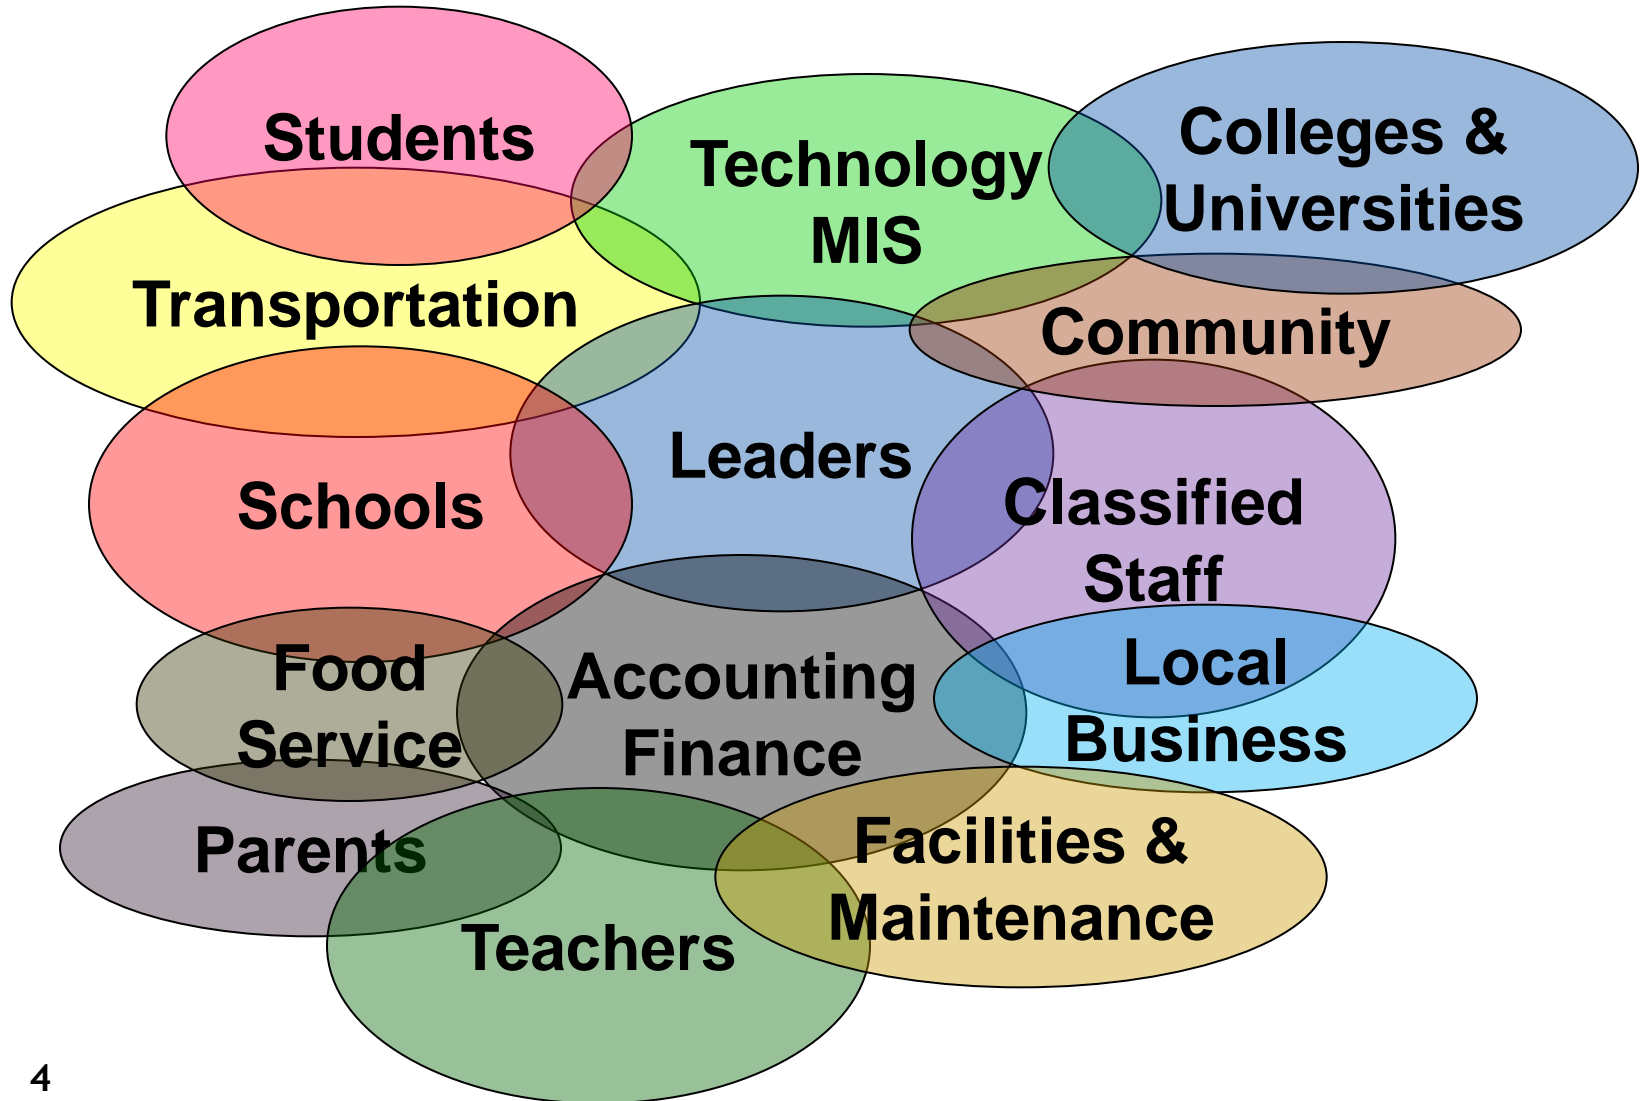 Students
Technology
MIS
Colleges &
Universities
Transportation
Community
Leaders
Schools
Classified
Staff
Food
Service
Accounting
Finance
Local
Business
Parents
Facilities &
Maintenance
Teachers
4